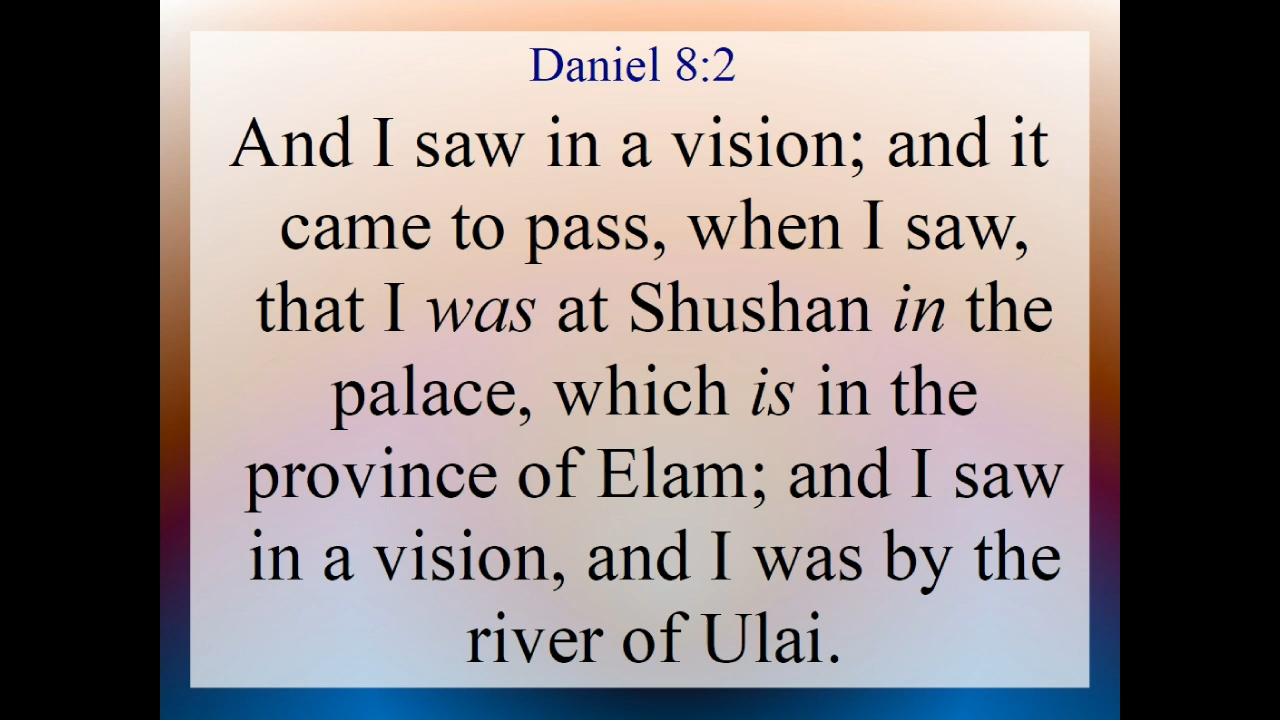 Daniel 8:2
And I saw in a vision; and it
came to pass, when I saw,
that I was at Shushan in the
palace, which is in the
province of Elam; and I saw
in a vision, and I was by the
river of Ulai.